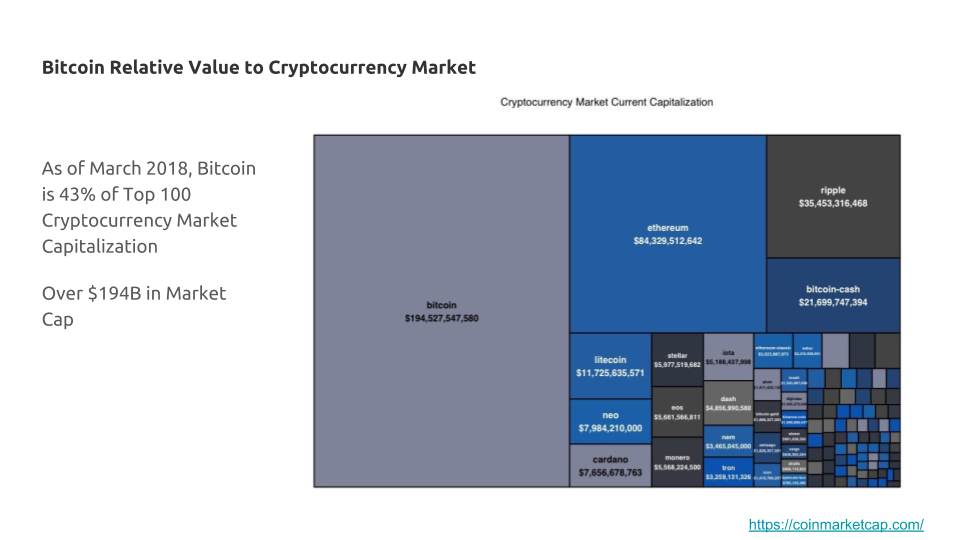 Bitcoin Relative Value to Cryptocurrency Market
Cryptocurrency Market Current Capitalization
As of March 2018, Bitcoin
is 43% of Top 100
Cryptocurrency Market
Capitalization
Over $194B in Market
Cap
bitcoin
$194,527,547,580
ethereum
$84,329,512,642
ripple
$35,453,316,468
bitcoin-cash
$21,699,747,394
litecoin
$11,725,635,571
neo
$7,984,210,000
cardano
$7,656,678,763
stellar
$5,977,519,682
eos
$5,661,566,811
monero
$5,568,224,500
iota
$5,188,437,998
dash
$4,856,990,580
nem
$3,465,045,000
tron
$3,259,131,326
ethereum-classic
https://coinmarketcap.com/